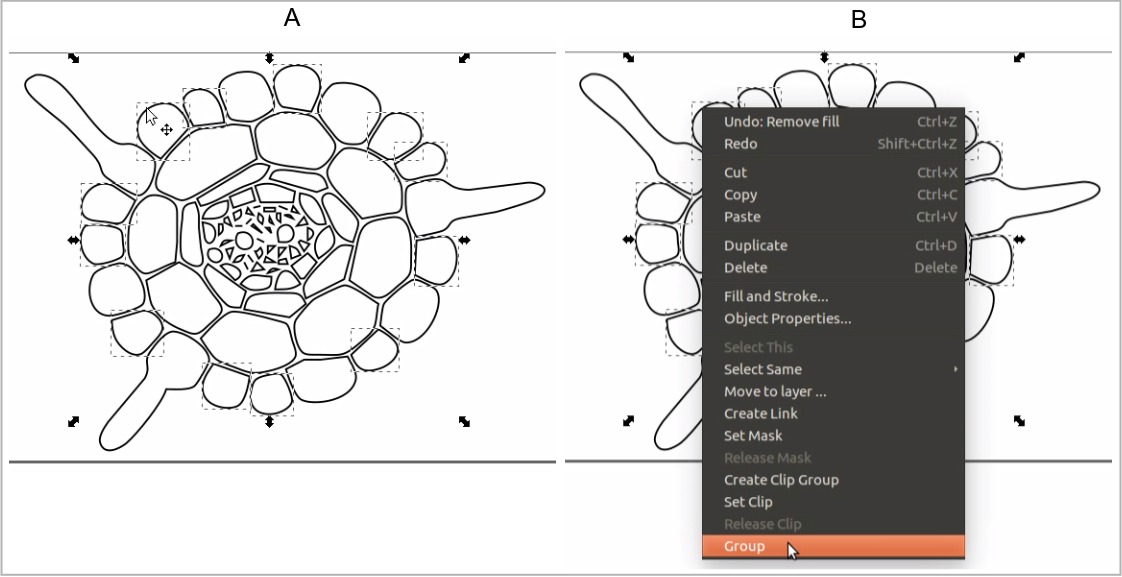 A
B
Undo: Remove fill Ctrl+Z
Redo Shift+Ctrl+Z
Cut Ctrl+X
Copy Ctrl+C
Paste Ctrl+V
Duplicate Ctrl+D
Delete Delete
Fill and Stroke...
Object Properties...
Select This
Select Same
Move to layer ...
Create Link
Set Mask
Release Mask
Create Clip Group
Set Clip
Release Clip
Group